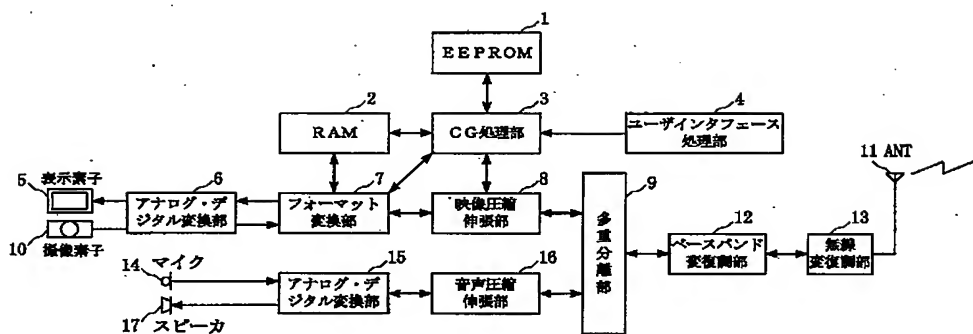 1
EEPROM
2
RAM
3
CG処理部
4
ユーザインタフェース
処理部
11 ANT
5
表示素子
6
アナログ・デ
ジタル変換部
7
フォーマット
変換部
8
映像圧縮
伸張部
9
多重分離部
10
撮像素子
12
ベースバンド
変復調部
13
無線
変復調部
14
マイク
15
アナログ・デ
ジタル変換部
16
音声圧縮
伸張部
17
スピーカ